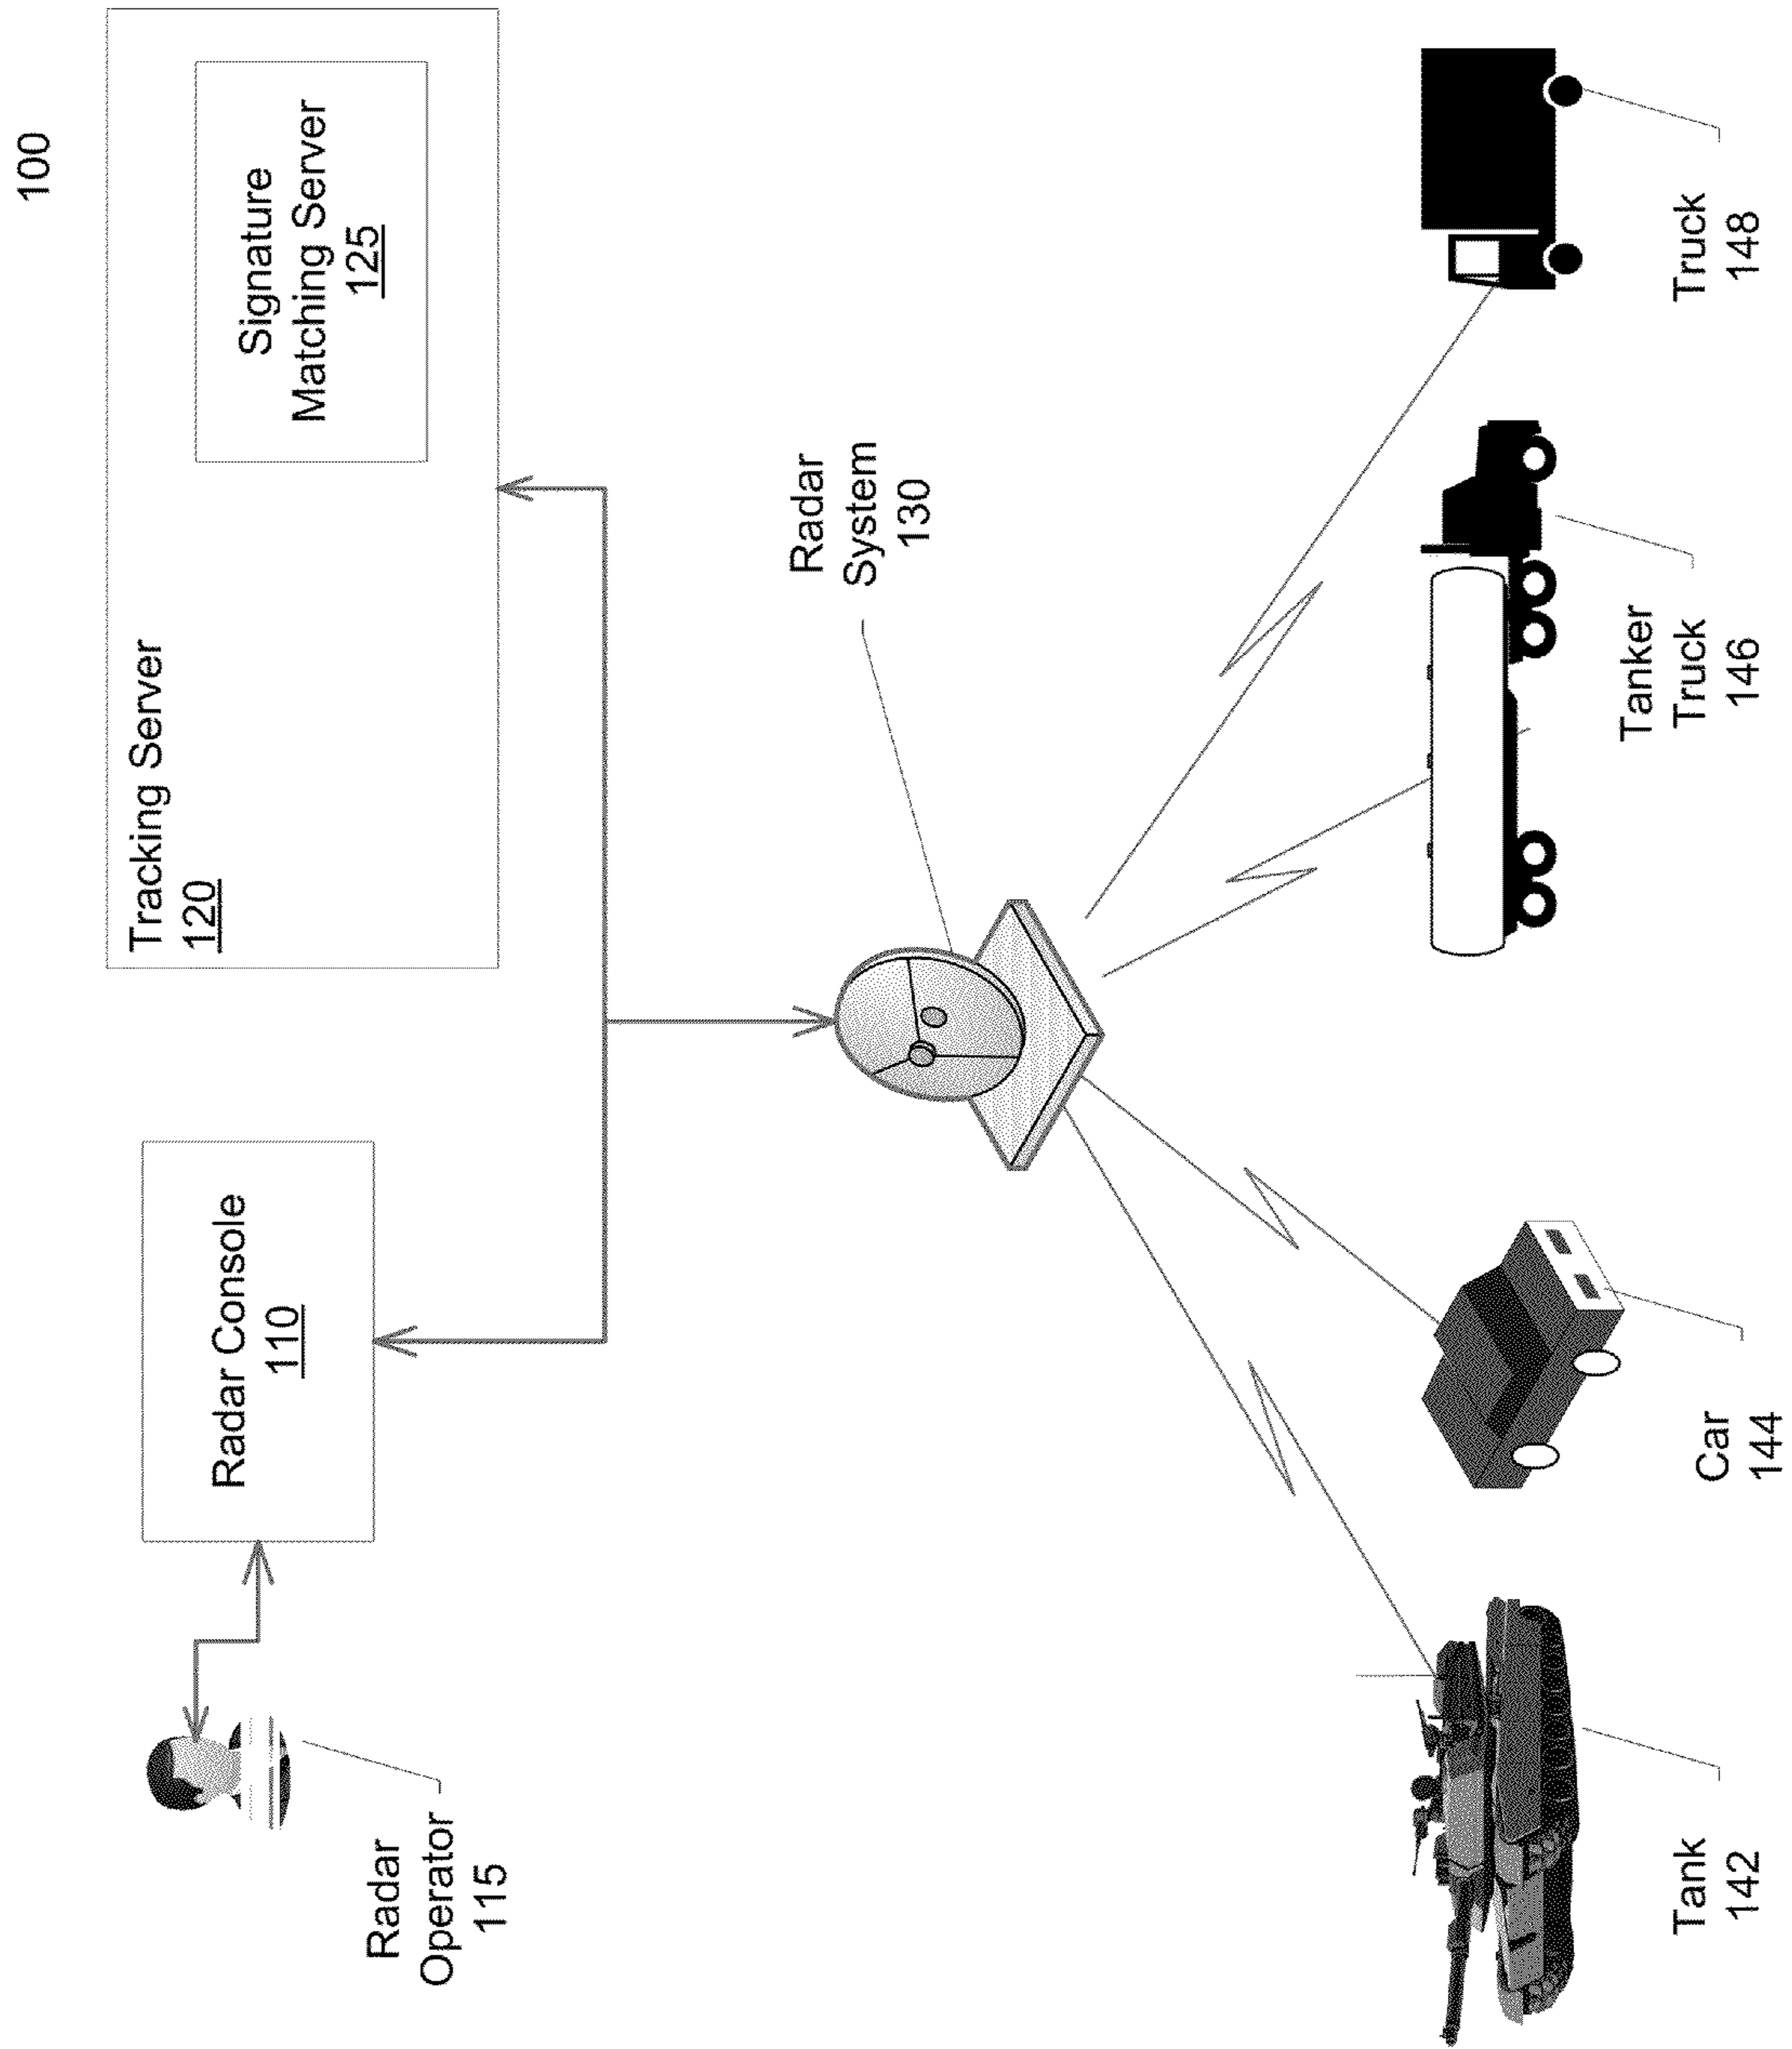 100
Radar
Operator
115
Radar Console
110
Tracking Server
120
Signature
Matching Server
125
Radar
System
130
Tank
142
Car
144
Tanker
Truck
146
Truck
148